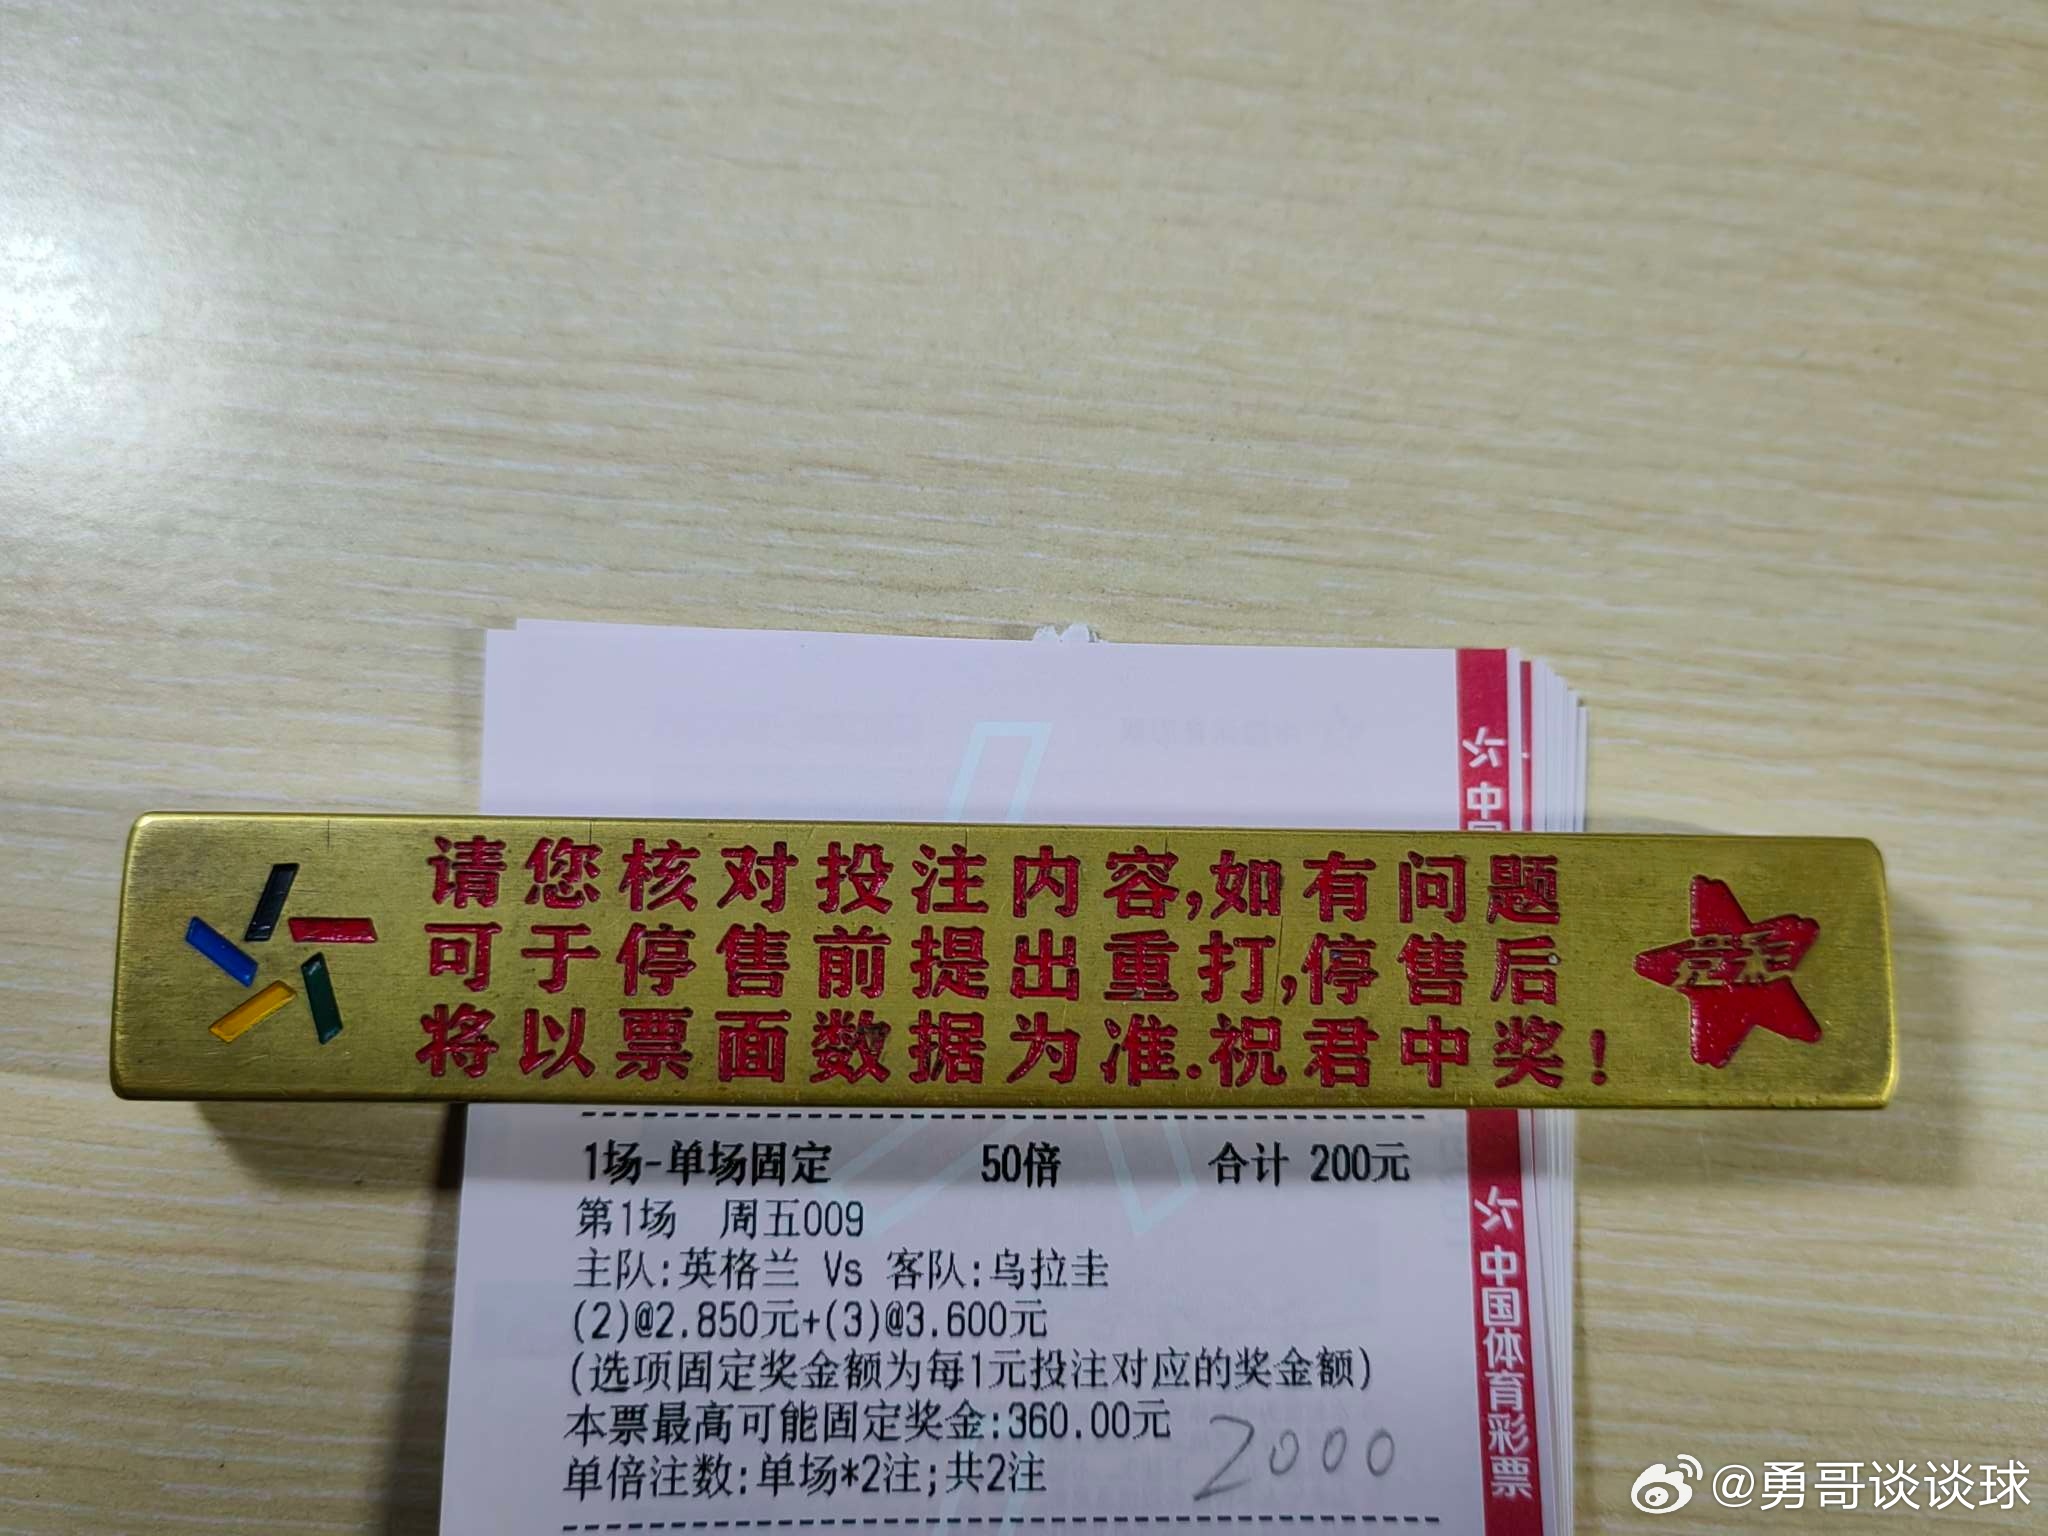 中国
请您核对投注内容,如有问题
可于停售前提出重打,停售后
将以票面数据为准.祝君中奖!
竞彩
1场-单场固定 50倍 合计 200元
第1场 周五009
主队:英格兰 Vs 客队:乌拉圭
(2)@2.850元+(3)@3.600元
(选项固定奖金额为每1元投注对应的奖金额)
本票最高可能固定奖金:360.00元
单倍注数:单场*2注;共2注
2000
中国体育彩票
@勇哥谈谈球